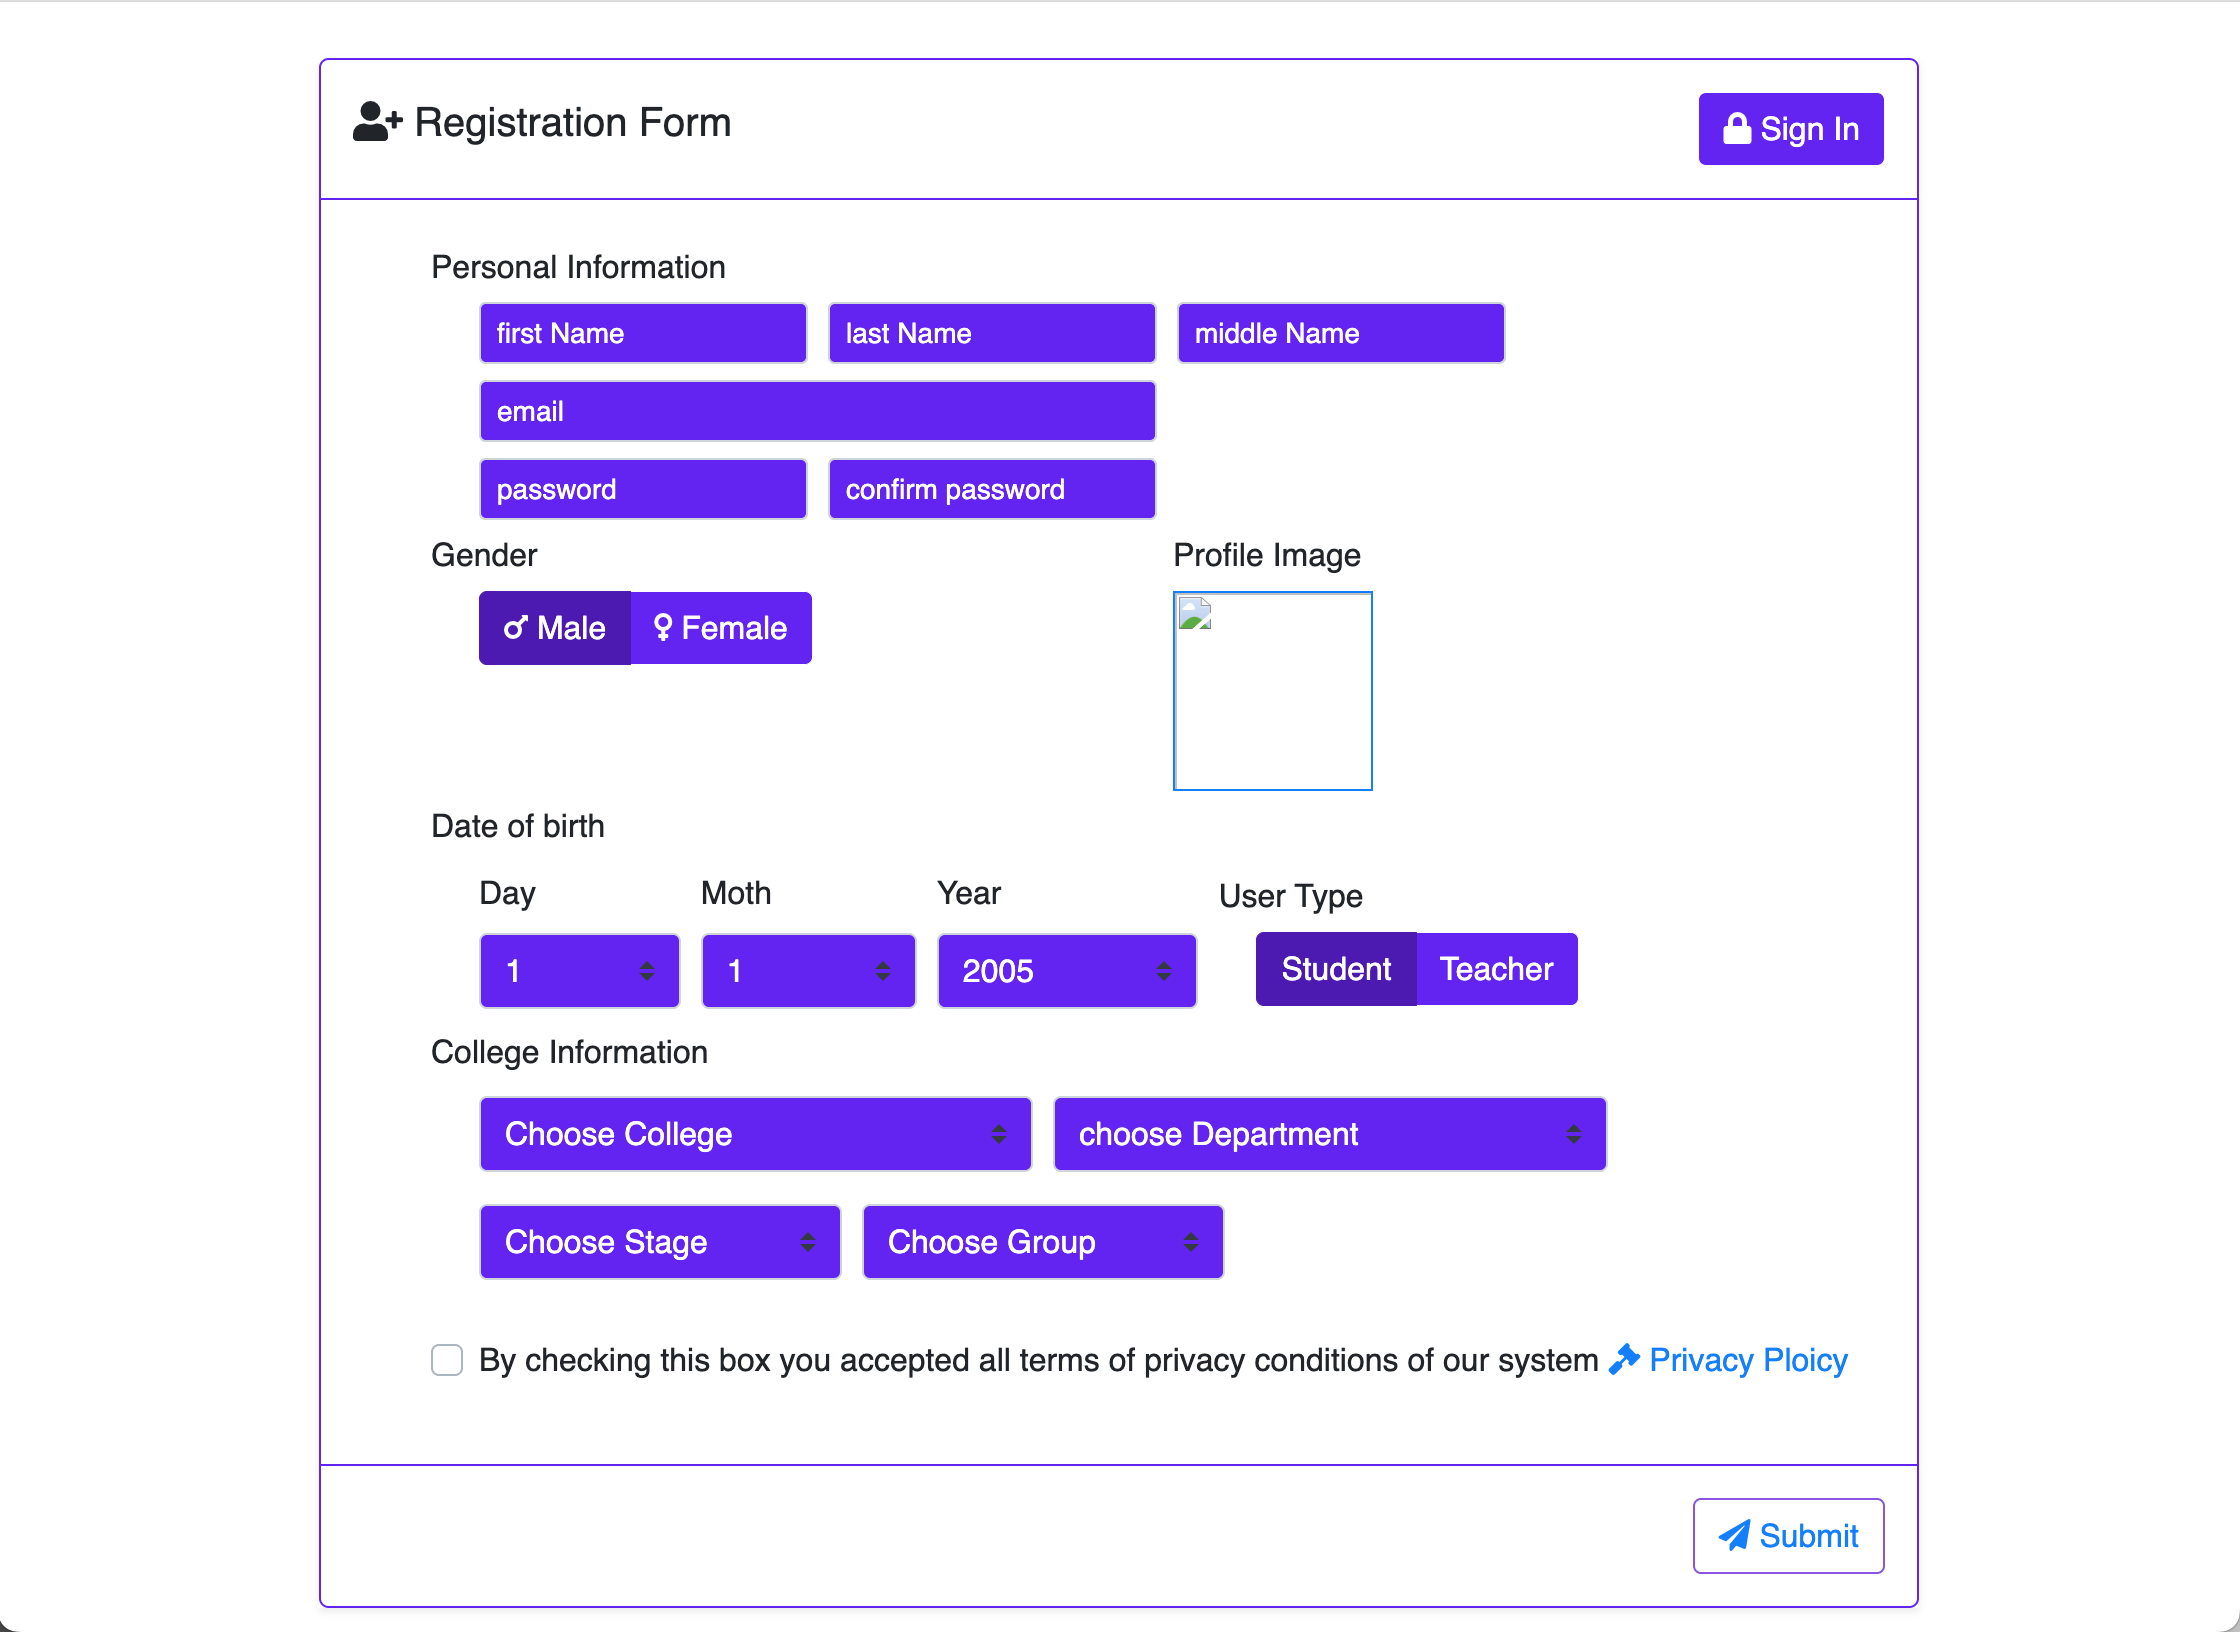 Registration Form
Sign In
Personal Information
first Name last Name middle Name
email
password confirm password
Gender Profile Image
Male Female
Date of birth
Day Moth Year User Type
1 1 2005 Student Teacher
College Information
Choose College choose Department
Choose Stage Choose Group
By checking this box you accepted all terms of privacy conditions of our system Privacy Ploicy
Submit